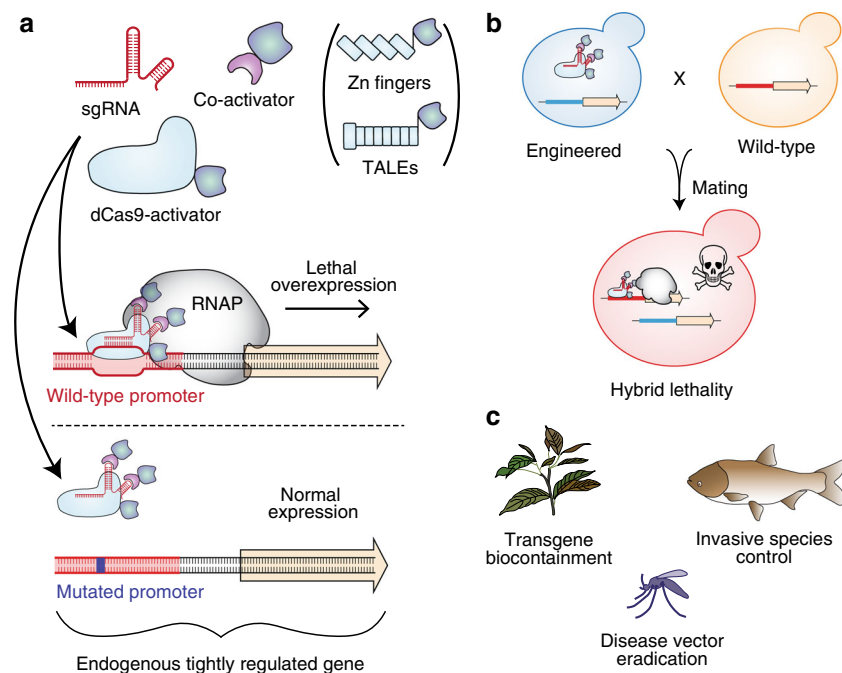 a
sgRNA
Co-activator
Zn fingers
TALEs
dCas9-activator
RNAP
Lethal
overexpression
Wild-type promoter
Normal
expression
Mutated promoter
Endogenous tightly regulated gene
b
X
Engineered
Wild-type
Mating
Hybrid lethality
c
Transgene
biocontainment
Invasive species
control
Disease vector
eradication